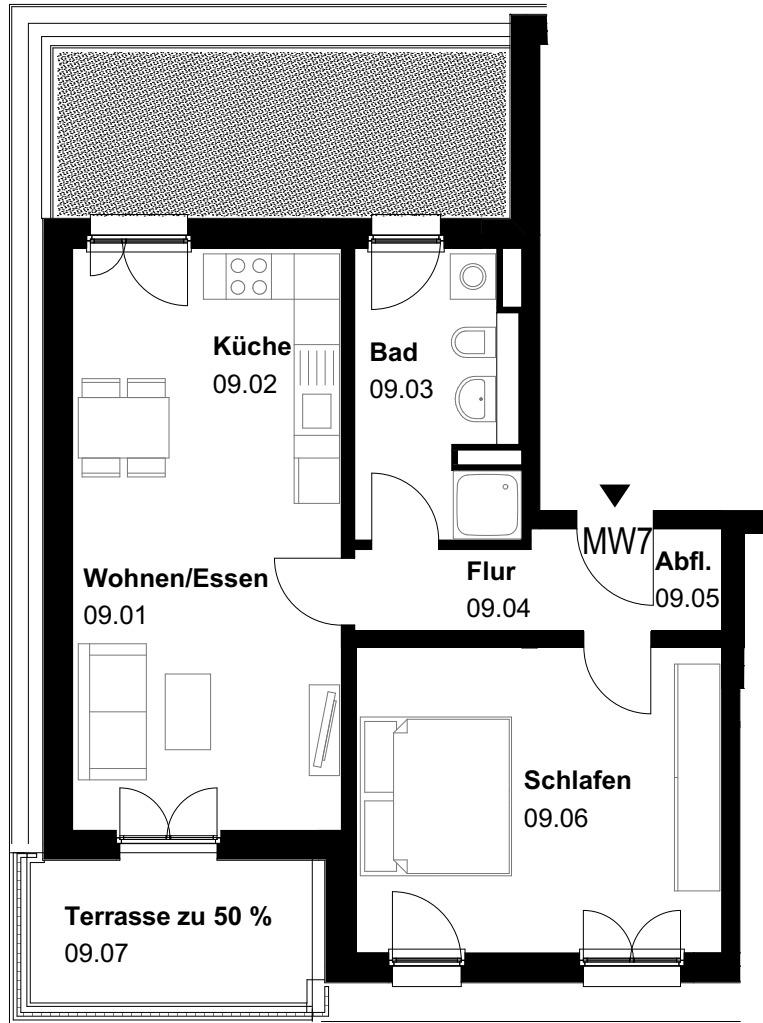 Küche
09.02
Bad
09.03
MW7
Wohnen/Essen
09.01
Flur
09.04
Abfl.
09.05
Schlafen
09.06
Terrasse zu 50 %
09.07